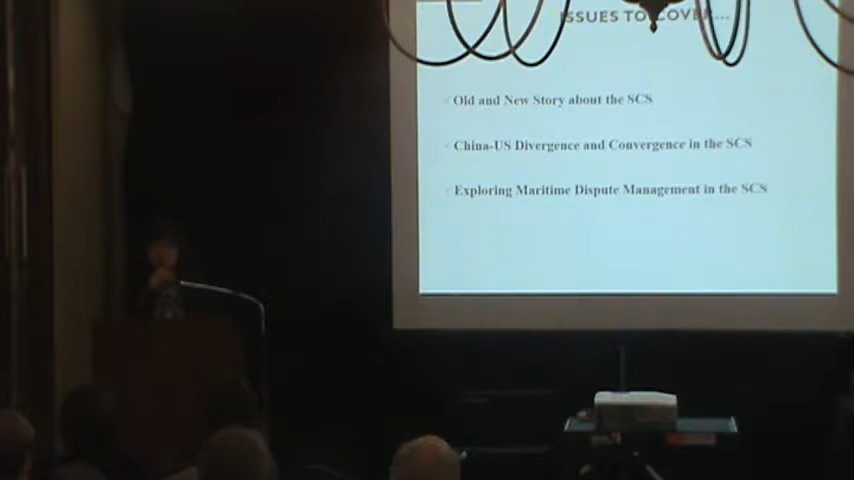 ISSUES TO COVER...
Old and New Story about the SCS
China-US Divergence and Convergence in the SCS
Exploring Maritime Dispute Management in the SCS